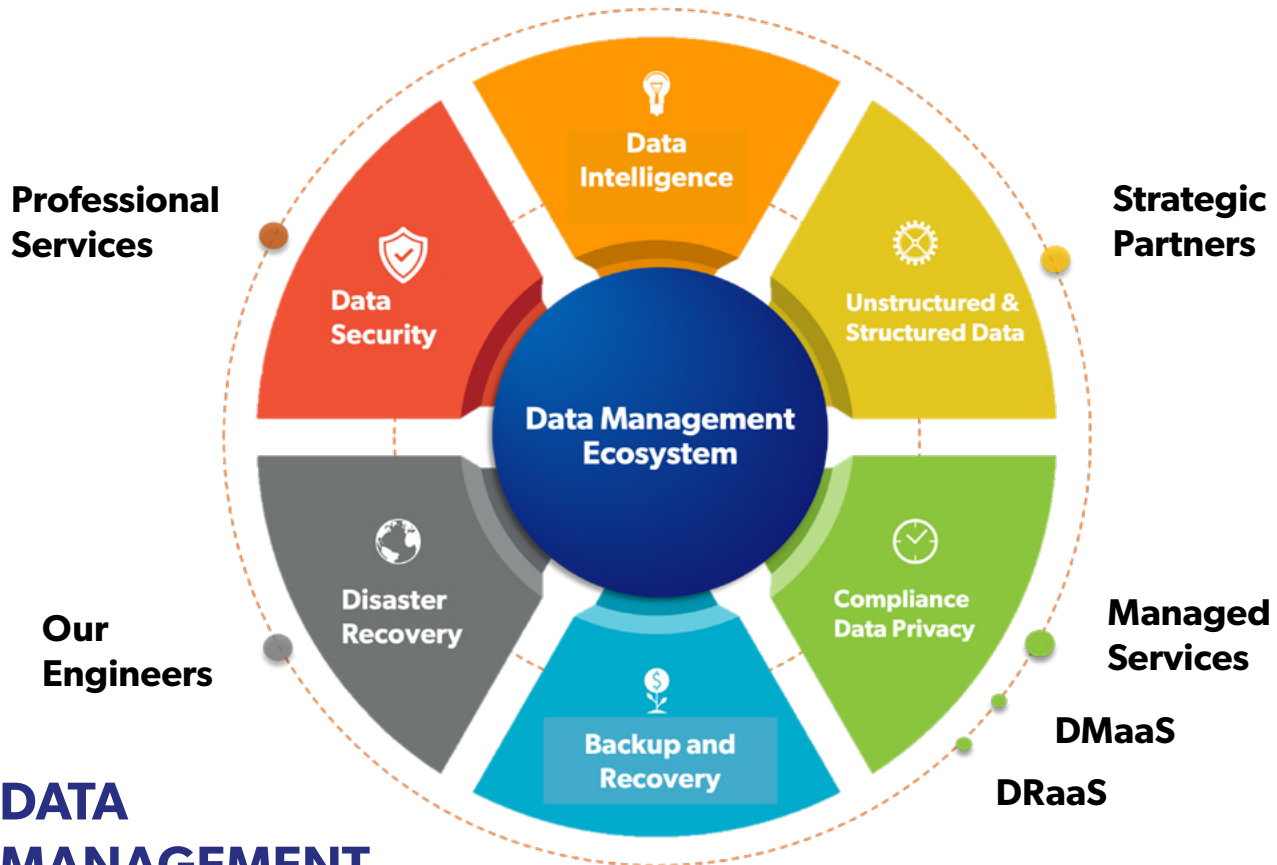 Data
Intelligence
Professional
Services
Strategic
Partners
Data
Security
Unstructured &
Structured Data
Data Management
Ecosystem
Disaster
Recovery
Compliance
Data Privacy
Our
Engineers
Managed
Services
Backup and
Recovery
DMaaS
DRaaS
DATA
MANAGEMENT